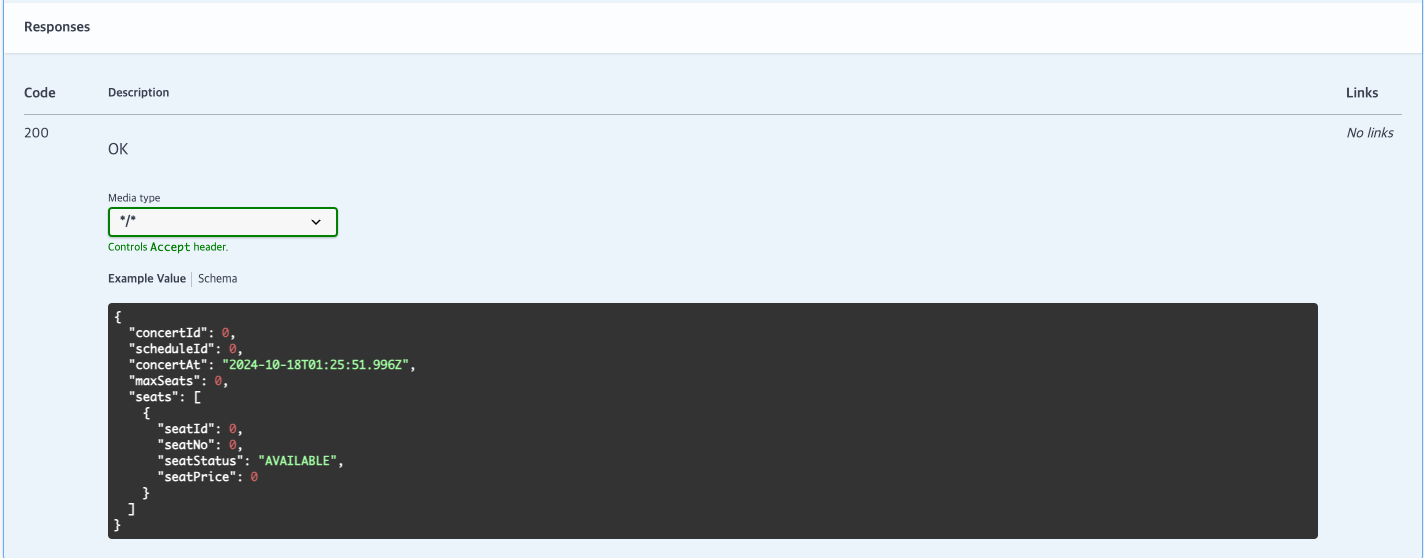 Responses
Code Description Links
200 No links
OK
Media type
*/*
Controls Accept header.
Example Value Schema
{
  "concertId": 0,
  "scheduleId": 0,
  "concertAt": "2024-10-18T01:25:51.996Z",
  "maxSeats": 0,
  "seats": [
    {
      "seatId": 0,
      "seatNo": 0,
      "seatStatus": "AVAILABLE",
      "seatPrice": 0
    }
  ]
}